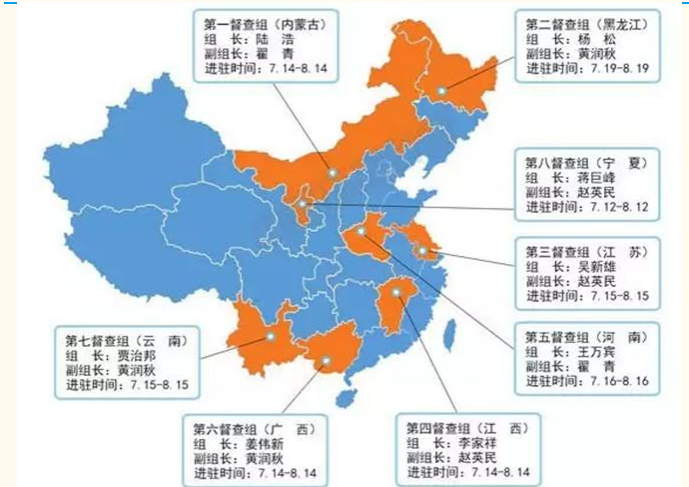 第一督查组（内蒙古）
组　长：陆　浩
副组长：翟　青
进驻时间：7.14-8.14
第二督查组（黑龙江）
组　长：杨　松
副组长：黄润秋
进驻时间：7.19-8.19
第八督查组（宁　夏）
组　长：蒋巨峰
副组长：赵英民
进驻时间：7.12-8.12
第三督查组（江　苏）
组　长：吴新雄
副组长：赵英民
进驻时间：7.15-8.15
第五督查组（河　南）
组　长：王万宾
副组长：翟　青
进驻时间：7.16-8.16
第七督查组（云　南）
组　长：贾治邦
副组长：黄润秋
进驻时间：7.15-8.15
第六督查组（广　西）
组　长：姜伟新
副组长：黄润秋
进驻时间：7.14-8.14
第四督查组（江　西）
组　长：李家祥
副组长：赵英民
进驻时间：7.14-8.14